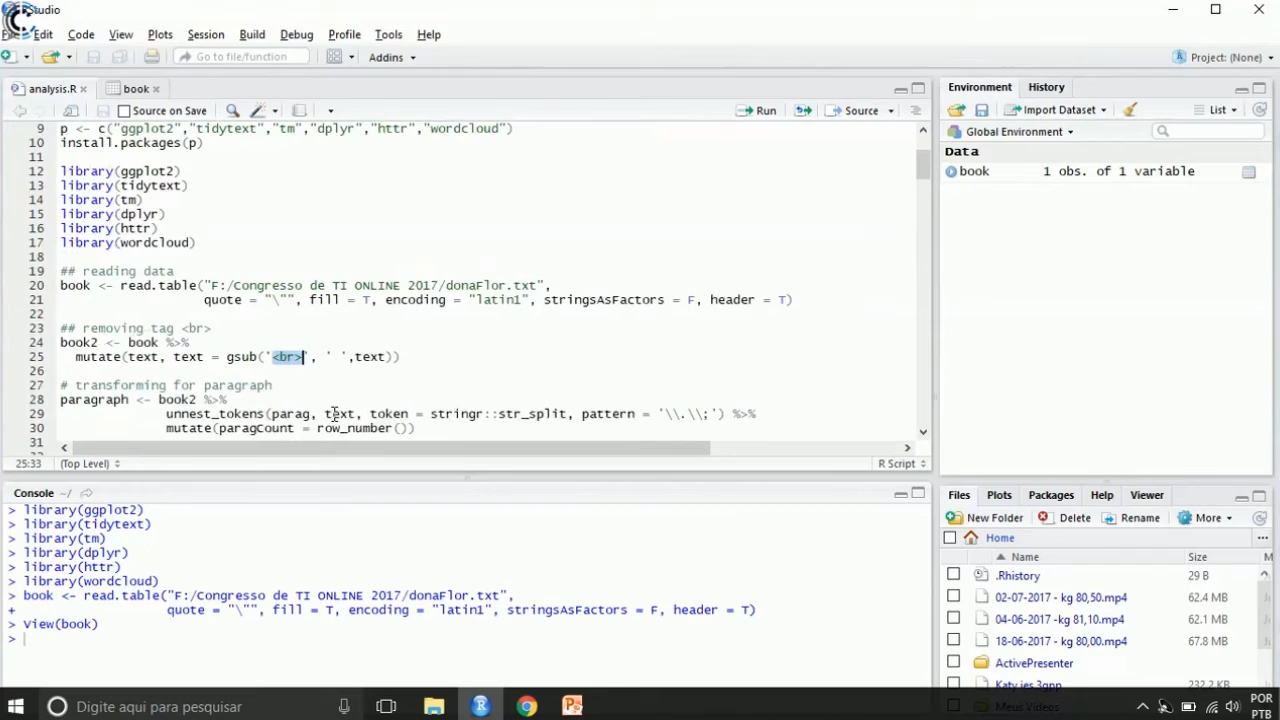 Studio
Edit Code View Plots Session Build Debug Profile Tools Help
Go to file/function Addins Project: (None)
analysis.R book
Source on Save Run Source
9 p <- c("ggplot2","tidytext","tm","dplyr","httr","wordcloud")
10 install.packages(p)
11
12 library(ggplot2)
13 library(tidytext)
14 library(tm)
15 library(dplyr)
16 library(httr)
17 library(wordcloud)
18
19 ## reading data
20 book <- read.table("F:/Congresso de TI ONLINE 2017/donaFlor.txt",
21 quote = "\"", fill = T, encoding = "latin1", stringsAsFactors = F, header = T)
22
23 ## removing tag <br>
24 book2 <- book %>%
25 mutate(text, text = gsub('<br>', ' ',text))
26
27 # transforming for paragraph
28 paragraph <- book2 %>%
29 unnest_tokens(parag, text, token = stringr::str_split, pattern = '\\.\\;') %>%
30 mutate(paragCount = row_number())
31
25:33 (Top Level) R Script
Console ~/
> library(ggplot2)
> library(tidytext)
> library(tm)
> library(dplyr)
> library(httr)
> library(wordcloud)
> book <- read.table("F:/Congresso de TI ONLINE 2017/donaFlor.txt",
+ quote = "\"", fill = T, encoding = "latin1", stringsAsFactors = F, header = T)
> View(book)
>
Environment History
Import Dataset List
Global Environment
Data
book 1 obs. of 1 variable
Files Plots Packages Help Viewer
New Folder Delete Rename More
Home
Name Size M
.Rhistory 29 B
02-07-2017 - kg 80,50.mp4 62.4 MB
04-06-2017 -kg 81,10.mp4 62.1 MB
18-06-2017 -kg 80,00.mp4 67.8 MB
ActivePresenter
Katy ies 3gpp 232.2 KB
Meus Vídeos
Digite aqui para pesquisar
POR
PTB